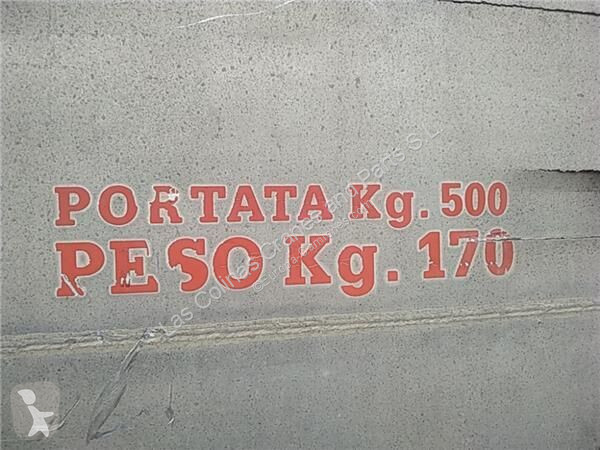 PORTATA Kg. 500
PESO Kg. 170